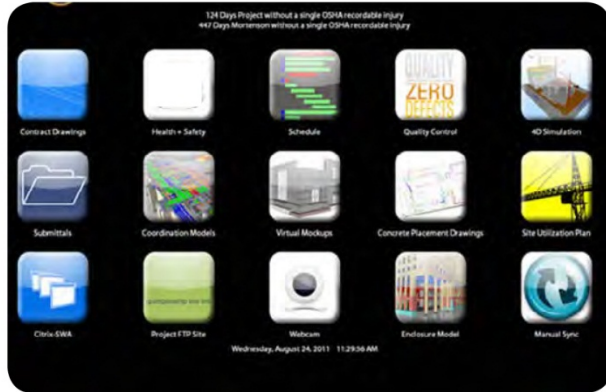 124 Days Project without a single OSHA recordable injury
447 Days Mortenson without a single OSHA recordable injury
Contract Drawings
Health + Safety
Schedule
QUALITY
ZERO
DEFECTS
Quality Control
4D Simulation
Submittals
Coordination Models
Virtual Mockups
Concrete Placement Drawings
Site Utilization Plan
Citrix-SWA
Project FTP Site
Webcam
Enclosure Model
Manual Sync
Wednesday, August 24, 2011 11:29:56 AM